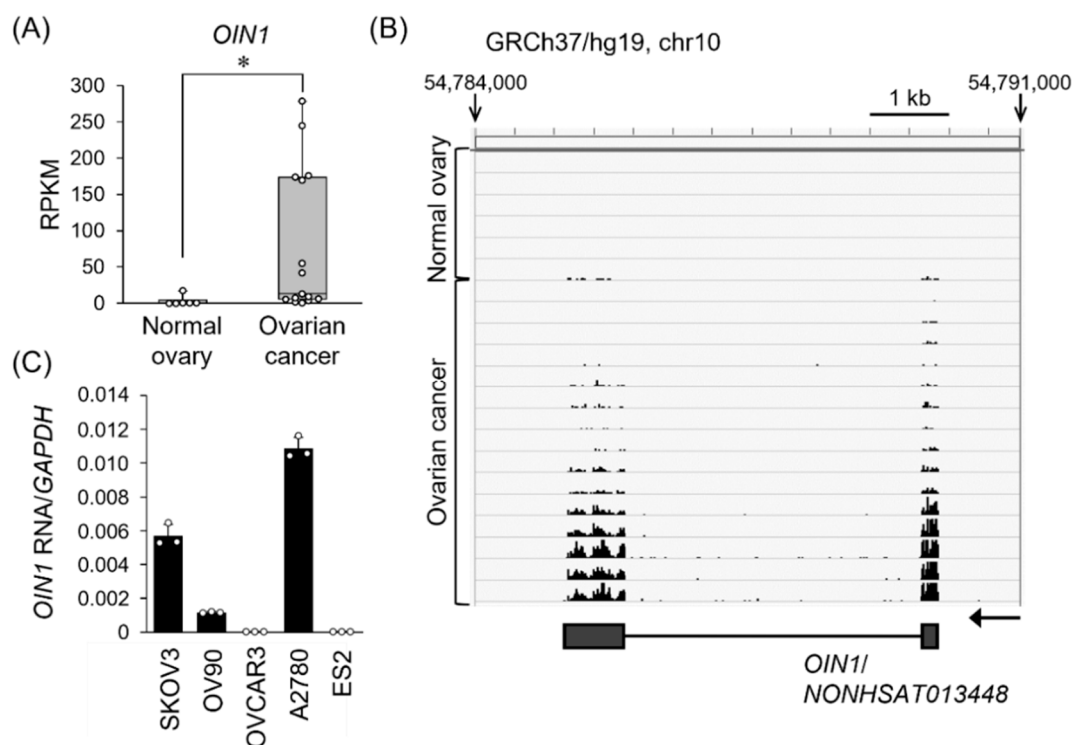 (A)
OIN1
*
RPKM
300
250
200
150
100
50
0
Normal
ovary
Ovarian
cancer
(B)
GRCh37/hg19, chr10
54,784,000
54,791,000
1 kb
Normal ovary
Ovarian cancer
OIN1/
NONHSAT013448
(C)
OIN1 RNA/GAPDH
0.014
0.012
0.010
0.008
0.006
0.004
0.002
0
SKOV3
OV90
OVCAR3
A2780
ES2